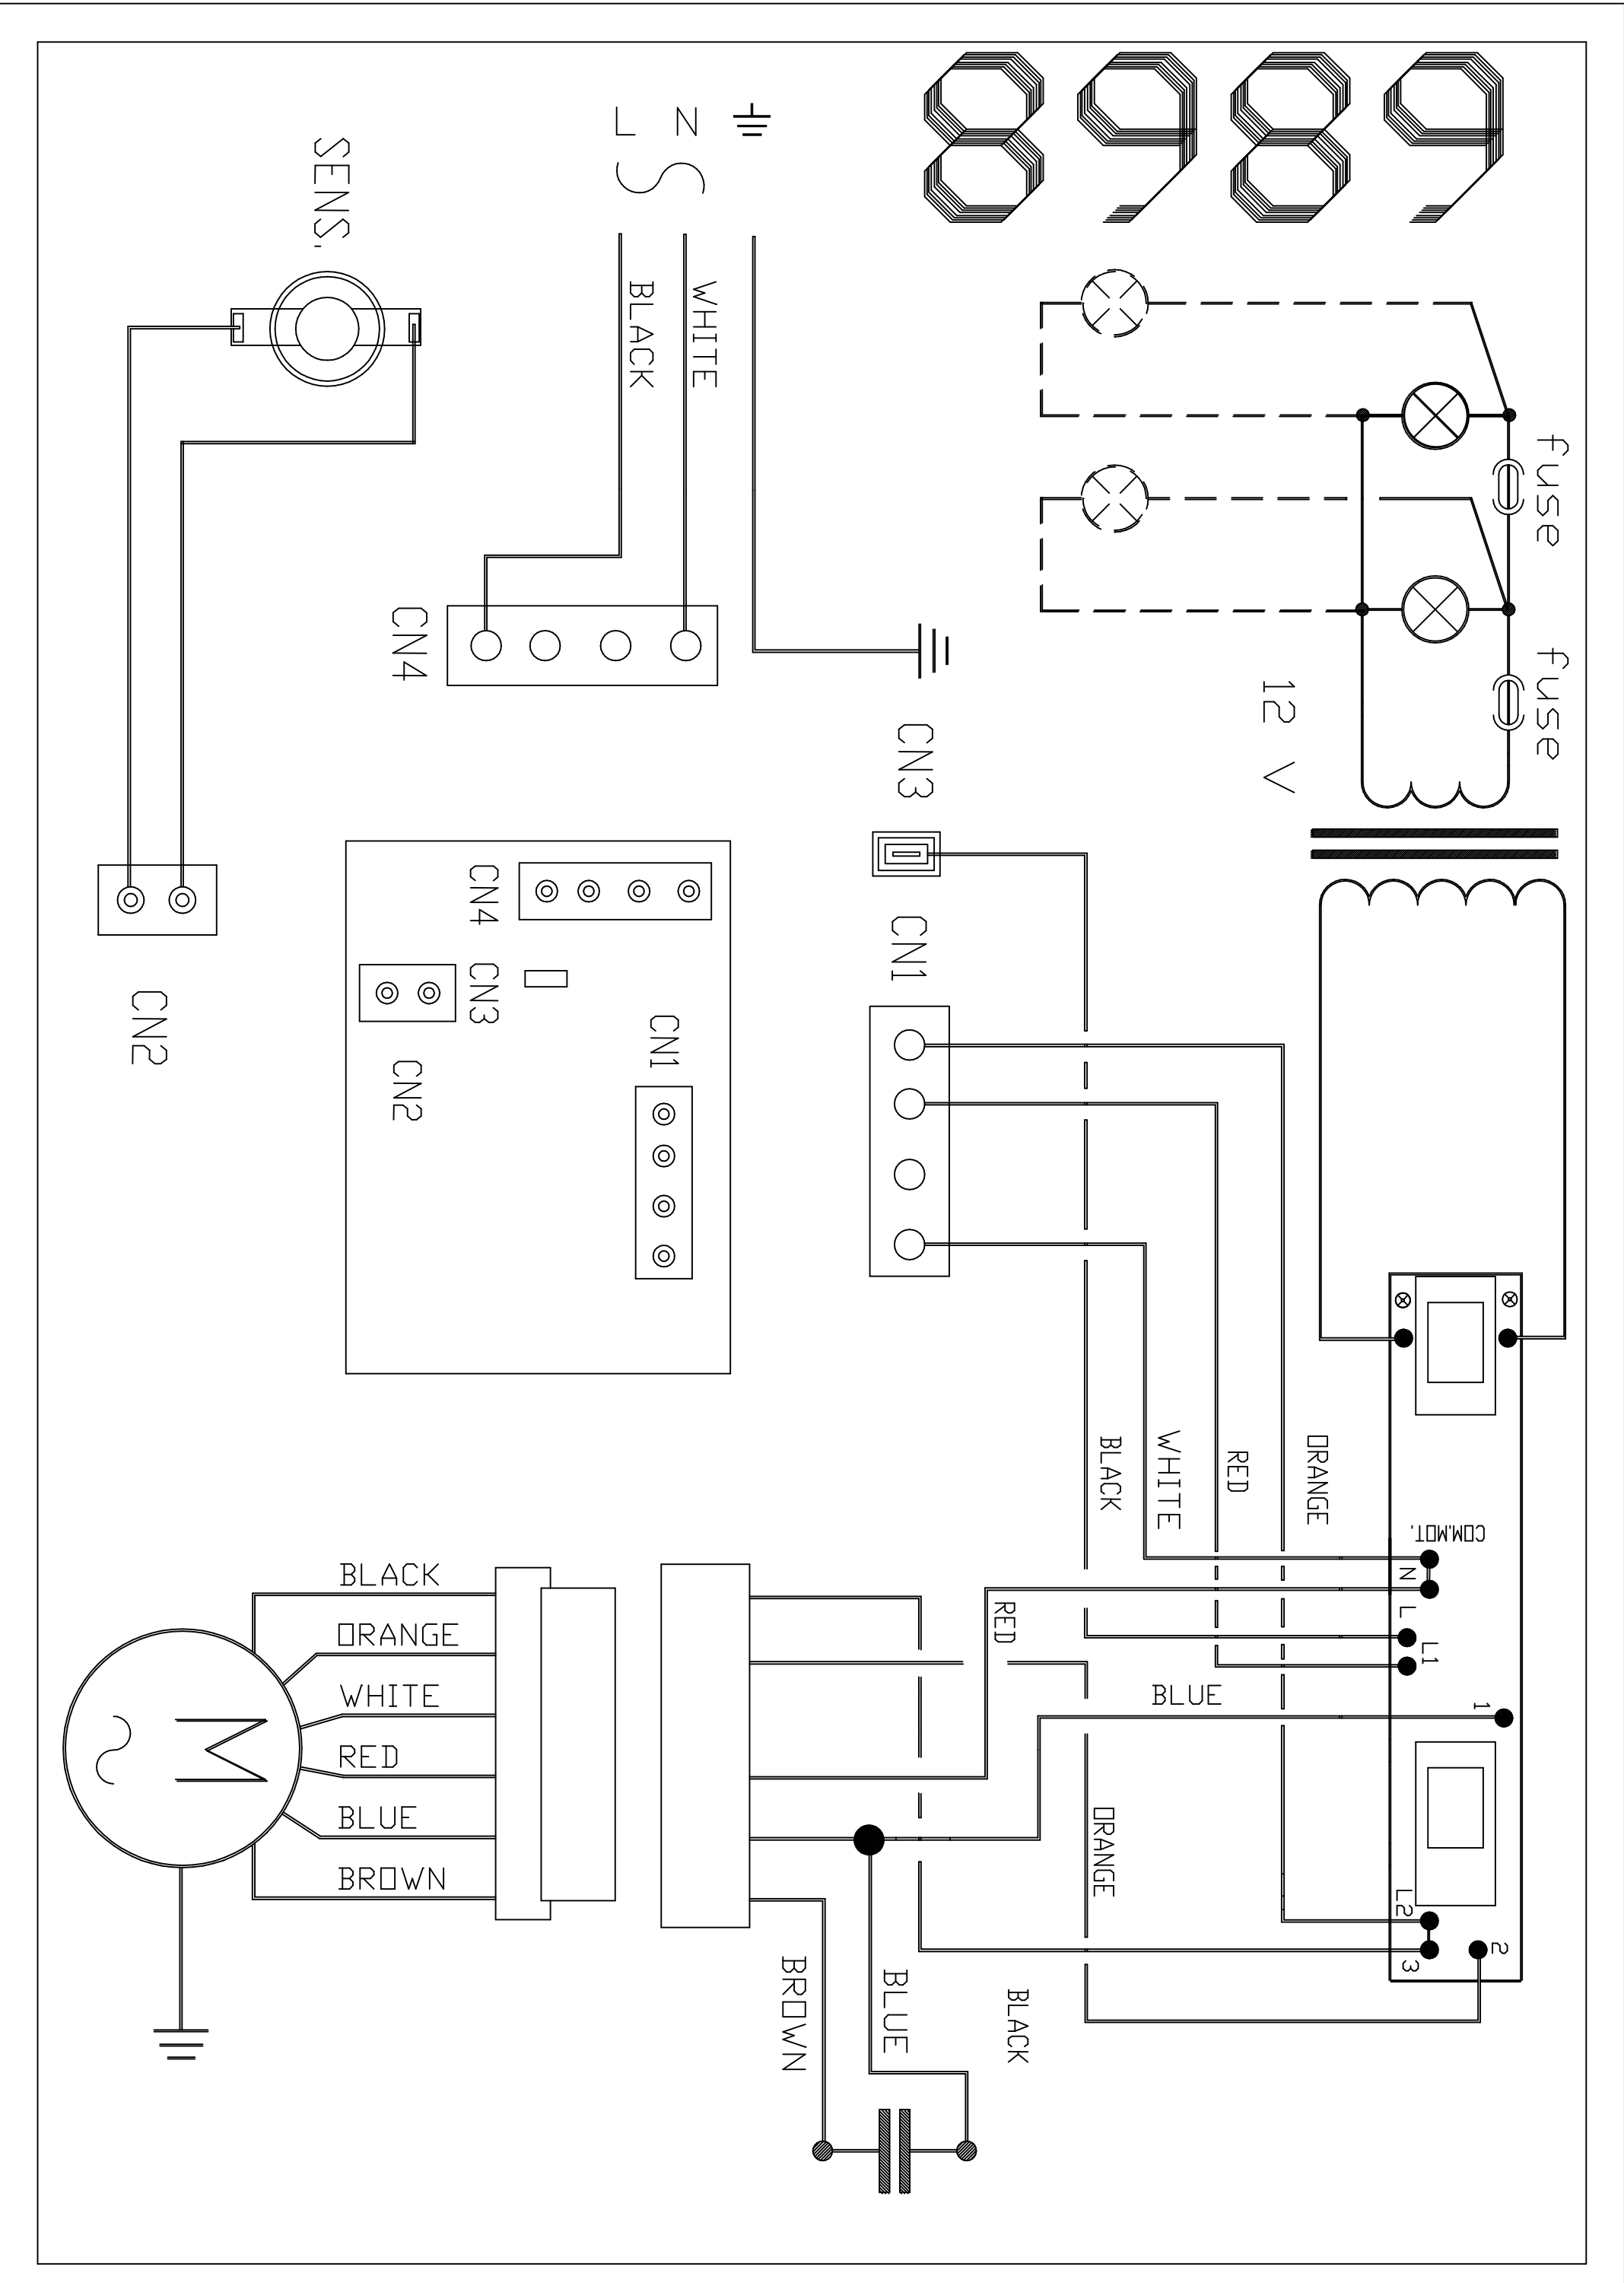 8989
L N
SENS.
BLACK
WHITE
fuse
fuse
12 V
CN4
CN3
CN1
CN2
CN4
CN3
CN1
CN2
BLACK
WHITE
RED
ORANGE
COM.MOT.
N
L
L1
1
L2
3
2
BLACK
ORANGE
WHITE
RED
BLUE
BROWN
M
RED
BLUE
ORANGE
BROWN
BLUE
BLACK